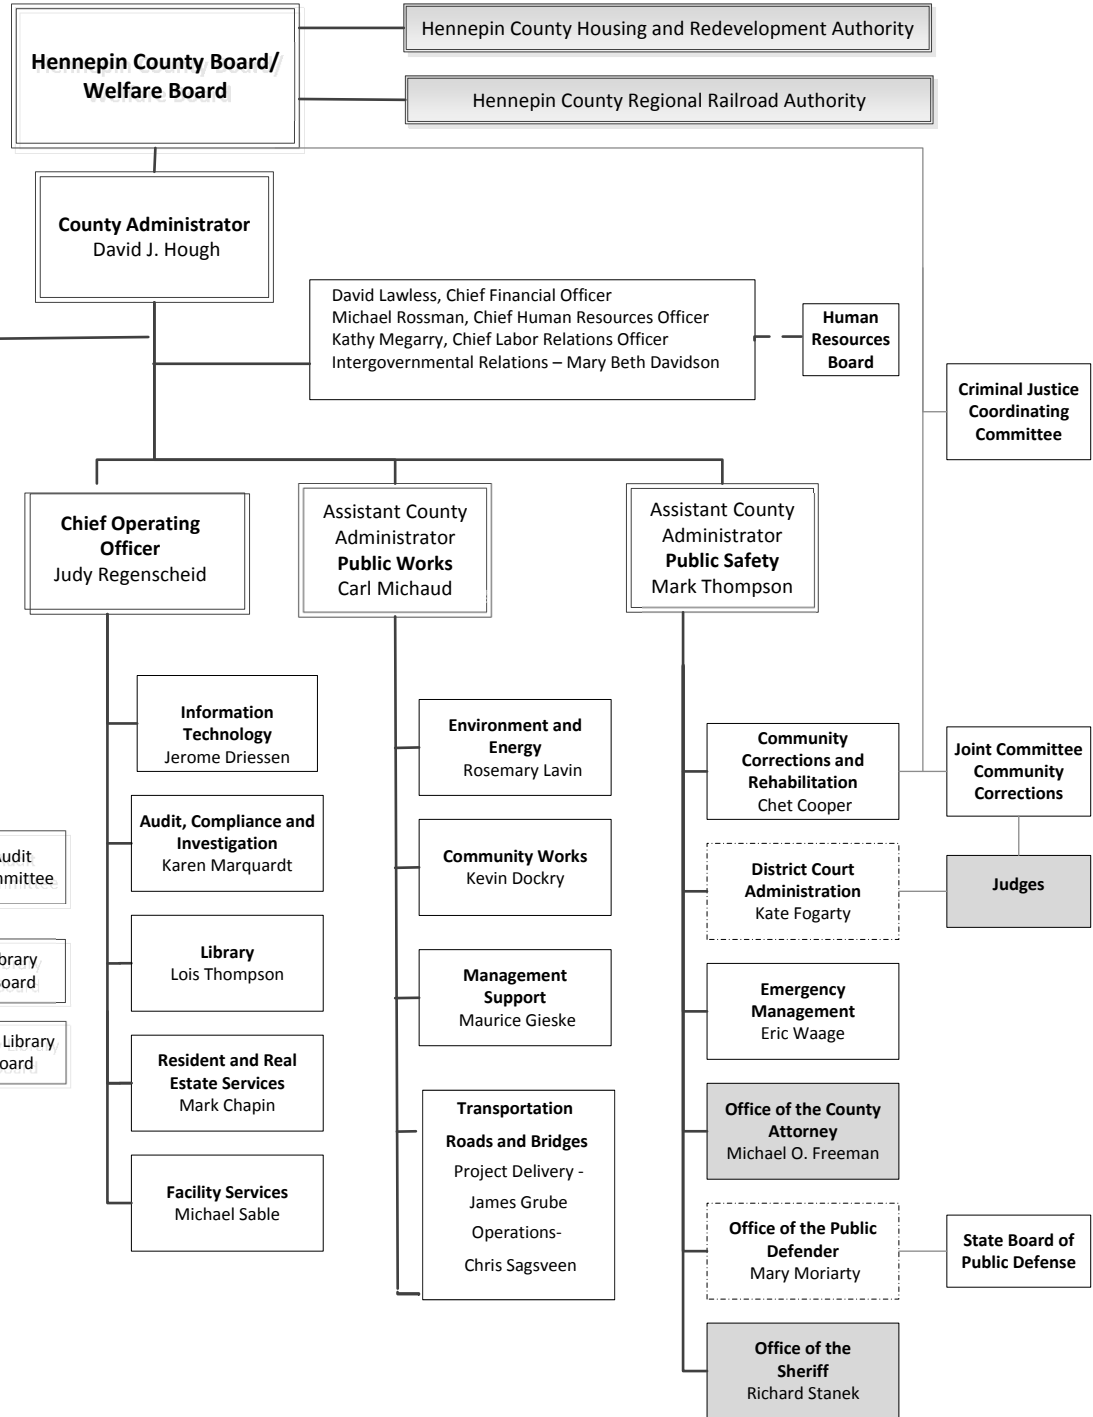 Hennepin County Housing and Redevelopment Authority
Hennepin County Board/
Welfare Board
Hennepin County Regional Railroad Authority
County Administrator
David J. Hough
David Lawless, Chief Financial Officer
Michael Rossman, Chief Human Resources Officer
Kathy Megarry, Chief Labor Relations Officer
Intergovernmental Relations – Mary Beth Davidson
Human
Resources
Board
Criminal Justice
Coordinating
Committee
Chief Operating
Officer
Judy Regenscheid
Assistant County
Administrator
Public Works
Carl Michaud
Assistant County
Administrator
Public Safety
Mark Thompson
Information
Technology
Jerome Driessen
Audit, Compliance and
Investigation
Karen Marquardt
Library
Lois Thompson
Resident and Real
Estate Services
Mark Chapin
Facility Services
Michael Sable
udit
mmittee
brary
oard
Library
oard
Environment and
Energy
Rosemary Lavin
Community Works
Kevin Dockry
Management
Support
Maurice Gieske
Transportation
Roads and Bridges
Project Delivery -
James Grube
Operations-
Chris Sagsveen
Community
Corrections and
Rehabilitation
Chet Cooper
Joint Committee
Community
Corrections
District Court
Administration
Kate Fogarty
Judges
Emergency
Management
Eric Waage
Office of the County
Attorney
Michael O. Freeman
Office of the Public
Defender
Mary Moriarty
State Board of
Public Defense
Office of the
Sheriff
Richard Stanek